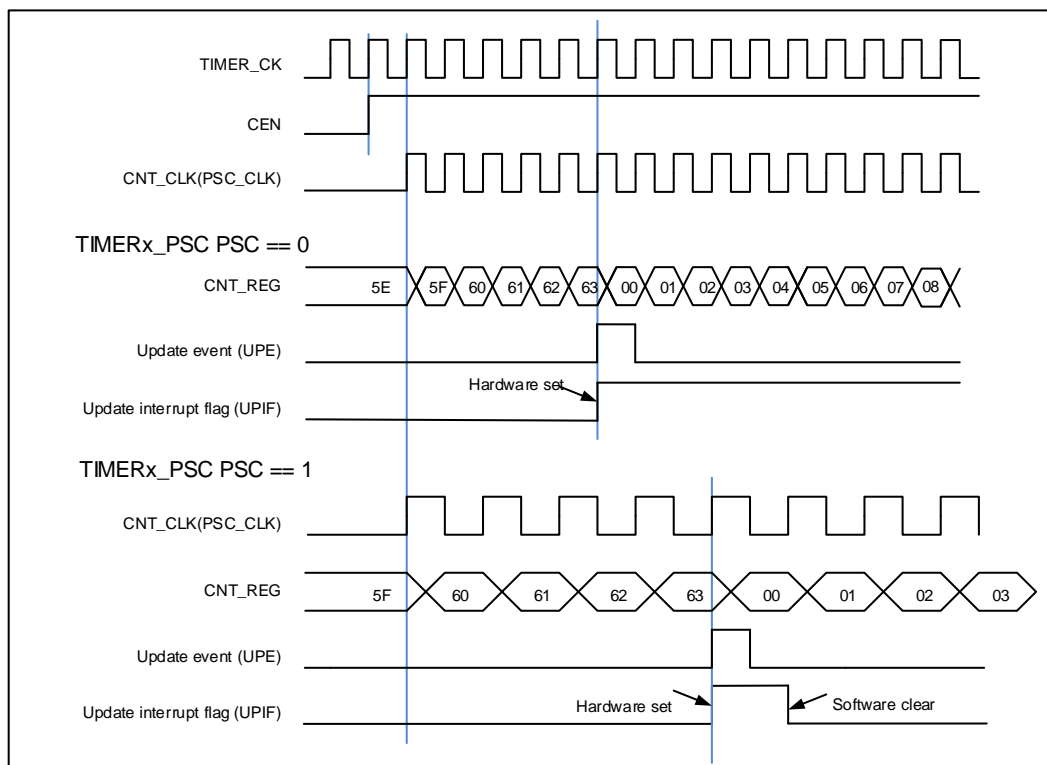 TIMER_CK
CEN
CNT_CLK(PSC_CLK)
TIMERx_PSC PSC == 0
CNT_REG 5E 5F 60 61 62 63 00 01 02 03 04 05 06 07 08
Update event (UPE)
Hardware set
Update interrupt flag (UPIF)
TIMERx_PSC PSC == 1
CNT_CLK(PSC_CLK)
CNT_REG 5F 60 61 62 63 00 01 02 03
Update event (UPE)
Update interrupt flag (UPIF) Hardware set Software clear